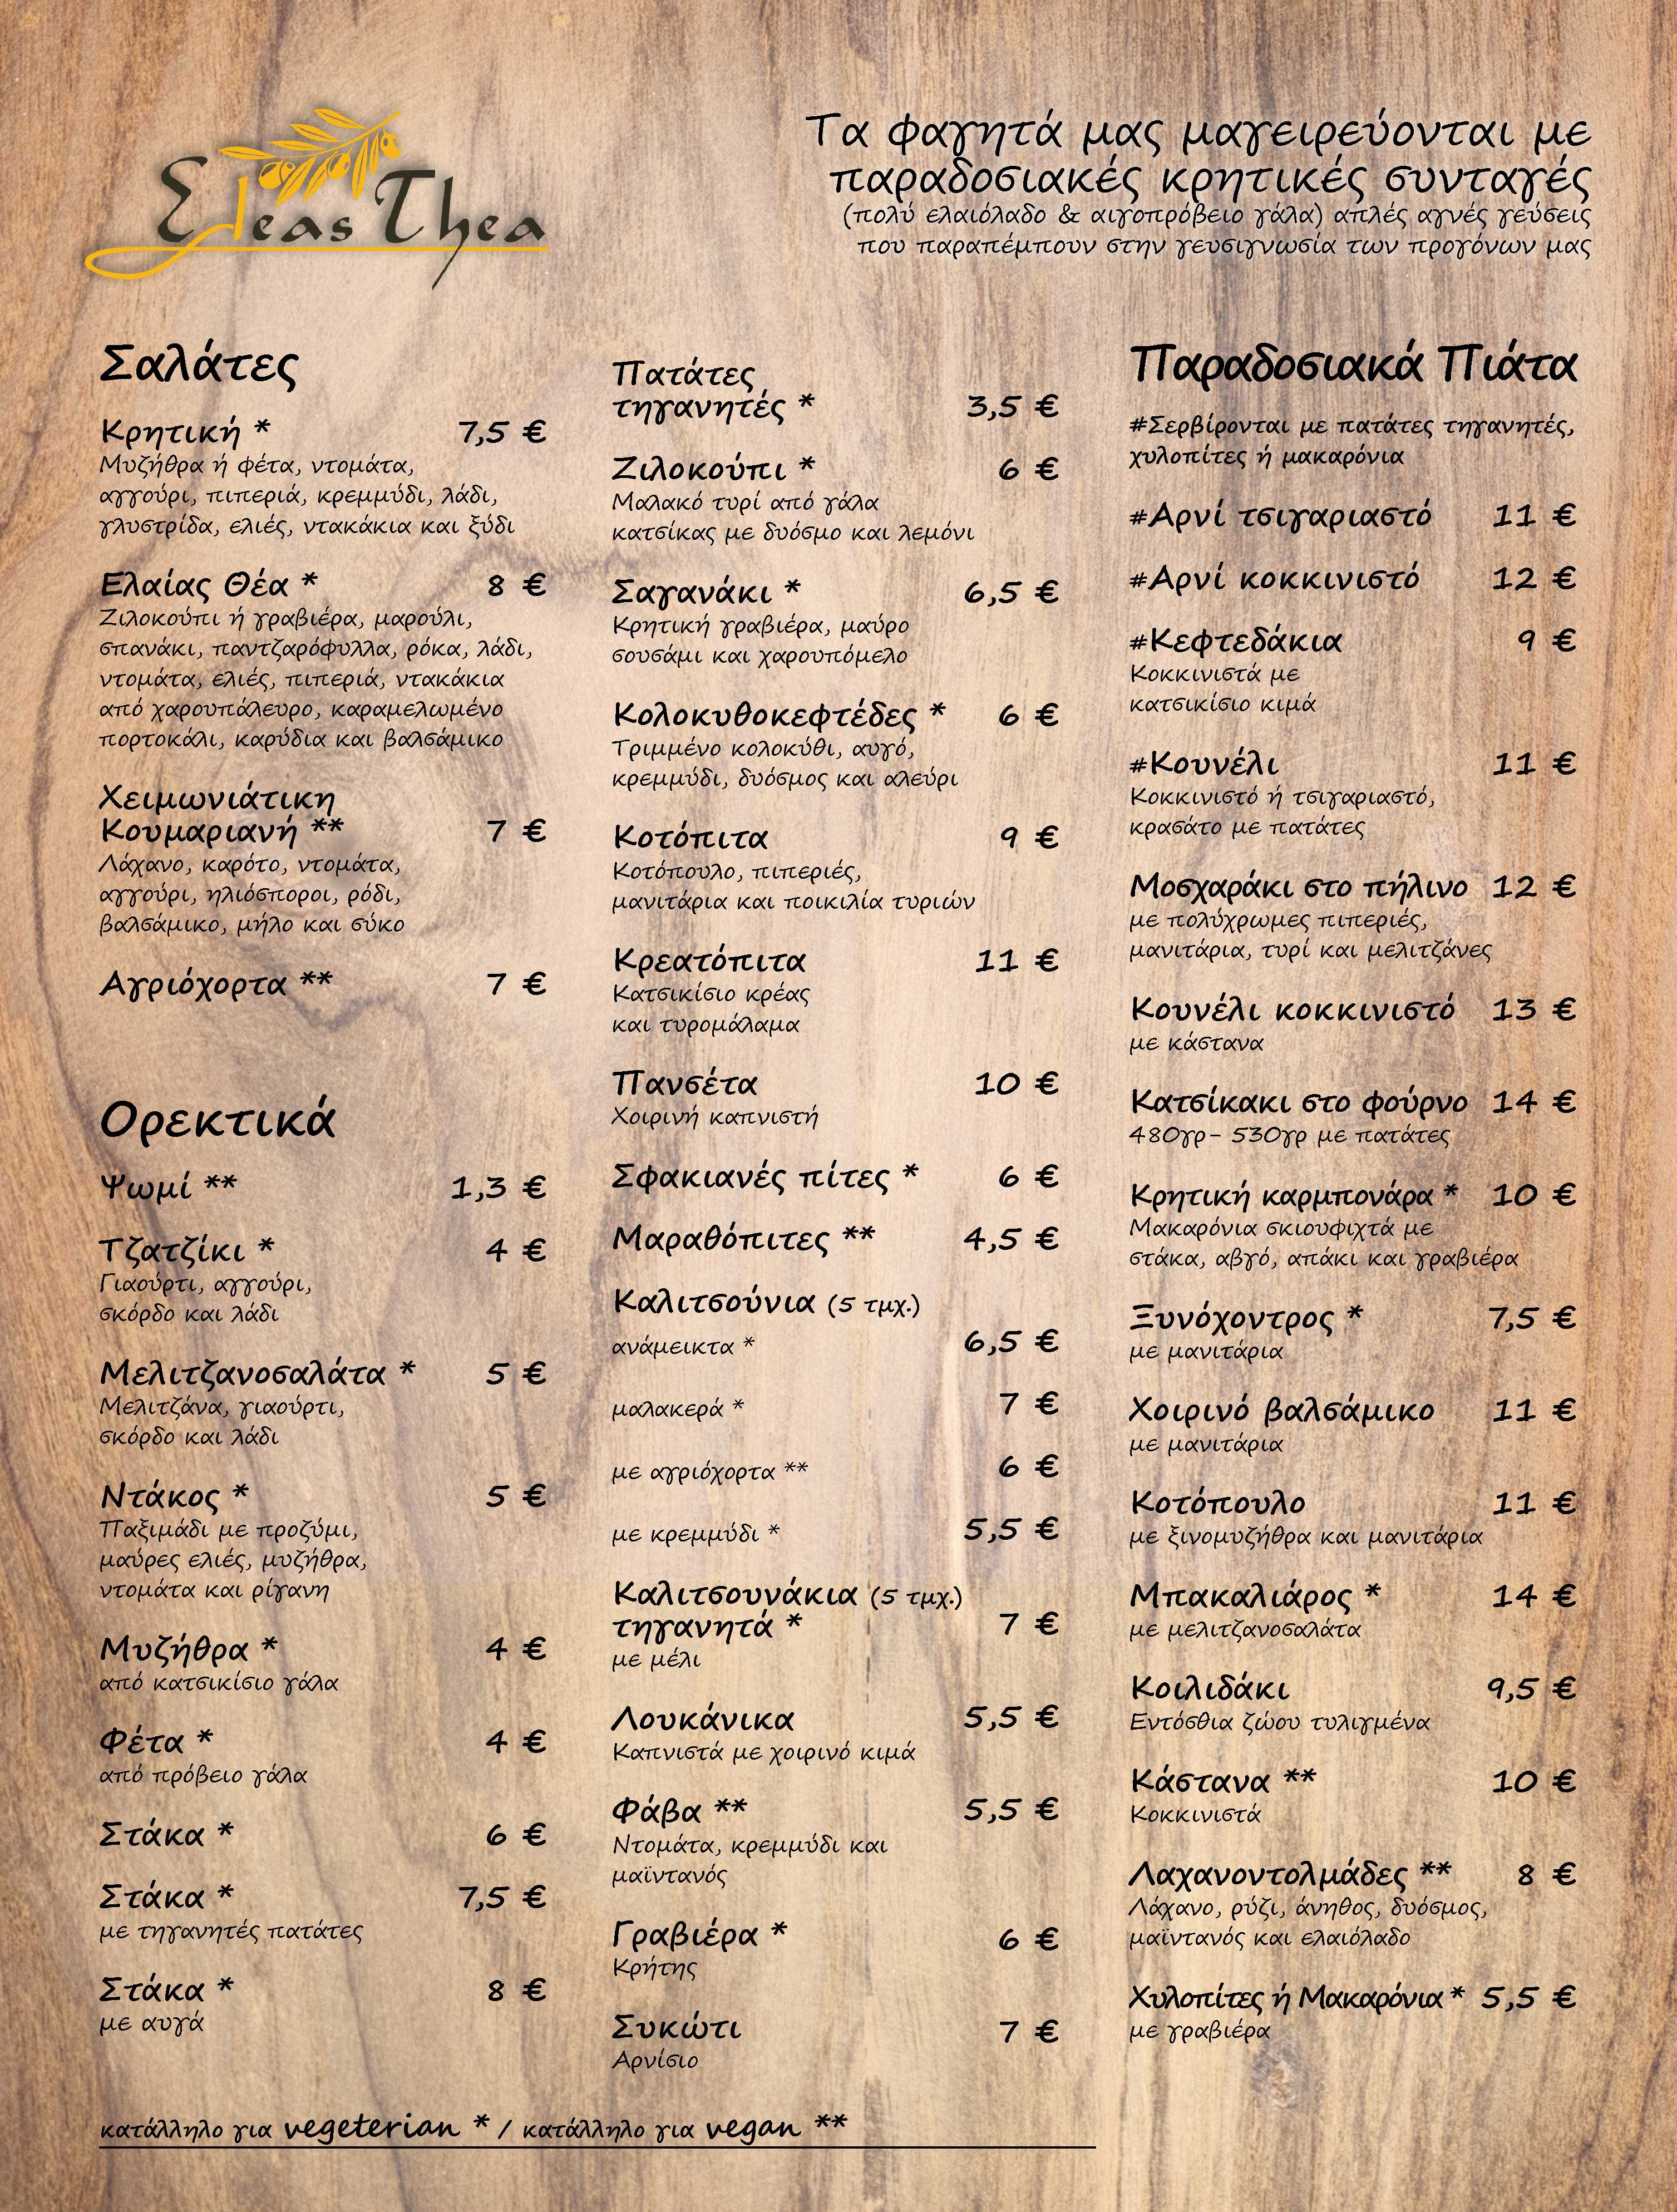 Eleas Thea
Τα φαγητά μας μαγειρεύονται με
παραδοσιακές κρητικές συνταγές
(πολύ ελαιόλαδο & αιγοπρόβειο γάλα) απλές αγνές γεύσεις
που παραπέμπουν στην γευσιγνωσία των προγόνων μας
Σαλάτες
Κρητική * 7,5 €
Μυζήθρα ή φέτα, ντομάτα,
αγγούρι, πιπεριά, κρεμμύδι, λάδι,
γλυστρίδα, ελιές, ντακάκια και ξύδι
Ελαίας Θέα * 8 €
Ζιλοκούπι ή γραβιέρα, μαρούλι,
σπανάκι, παντζαρόφυλλα, ρόκα, λάδι,
ντομάτα, ελιές, πιπεριά, ντακάκια
από χαρουπάλευρο, καραμελωμένο
πορτοκάλι, καρύδια και βαλσάμικο
Χειμωνιάτικη
Κουμαριανή ** 7 €
Λάχανο, καρότο, ντομάτα,
αγγούρι, ηλιόσποροι, ρόδι,
βαλσάμικο, μήλο και σύκο
Αγριόχορτα ** 7 €
Ορεκτικά
Ψωμί ** 1,3 €
Τζατζίκι * 4 €
Γιαούρτι, αγγούρι,
σκόρδο και λάδι
Μελιτζανοσαλάτα * 5 €
Μελιτζάνα, γιαούρτι,
σκόρδο και λάδι
Ντάκος * 5 €
Παξιμάδι με προζύμι,
μαύρες ελιές, μυζήθρα,
ντομάτα και ρίγανη
Μυζήθρα * 4 €
από κατσικίσιο γάλα
Φέτα * 4 €
από πρόβειο γάλα
Στάκα * 6 €
Στάκα * 7,5 €
με τηγανητές πατάτες
Στάκα * 8 €
με αυγά
Πατάτες
τηγανητές * 3,5 €
Ζιλοκούπι * 6 €
Μαλακό τυρί από γάλα
κατσίκας με δυόσμο και λεμόνι
Σαγανάκι * 6,5 €
Κρητική γραβιέρα, μαύρο
σουσάμι και χαρουπόμελο
Κολοκυθοκεφτέδες * 6 €
Τριμμένο κολοκύθι, αυγό,
κρεμμύδι, δυόσμος και αλεύρι
Κοτόπιτα 9 €
Κοτόπουλο, πιπεριές,
μανιτάρια και ποικιλία τυριών
Κρεατόπιτα 11 €
Κατσικίσιο κρέας
και τυρομάλαμα
Πανσέτα 10 €
Χοιρινή καπνιστή
Σφακιανές πίτες * 6 €
Μαραθόπιτες ** 4,5 €
Καλιτσούνια (5 τμχ.)
ανάμεικτα * 6,5 €
μαλακερά * 7 €
με αγριόχορτα ** 6 €
με κρεμμύδι * 5,5 €
Καλιτσουνάκια (5 τμχ.)
τηγανητά * 7 €
με μέλι
Λουκάνικα 5,5 €
Καπνιστά με χοιρινό κιμά
Φάβα ** 5,5 €
Ντομάτα, κρεμμύδι και
μαϊντανός
Γραβιέρα * 6 €
Κρήτης
Συκώτι 7 €
Αρνίσιο
Παραδοσιακά Πιάτα
#Σερβίρονται με πατάτες τηγανητές,
χυλοπίτες ή μακαρόνια
#Αρνί τσιγαριαστό 11 €
#Αρνί κοκκινιστό 12 €
#Κεφτεδάκια 9 €
Κοκκινιστά με
κατσικίσιο κιμά
#Κουνέλι 11 €
Κοκκινιστό ή τσιγαριαστό,
κρασάτο με πατάτες
Μοσχαράκι στο πήλινο 12 €
με πολύχρωμες πιπεριές,
μανιτάρια, τυρί και μελιτζάνες
Κουνέλι κοκκινιστό 13 €
με κάστανα
Κατσίκακι στο φούρνο 14 €
480γρ- 530γρ με πατάτες
Κρητική καρμπονάρα * 10 €
Μακαρόνια σκιουφιχτά με
στάκα, αβγό, απάκι και γραβιέρα
Ξυνόχοντρος * 7,5 €
με μανιτάρια
Χοιρινό βαλσάμικο 11 €
με μανιτάρια
Κοτόπουλο 11 €
με ξινομυζήθρα και μανιτάρια
Μπακαλιάρος * 14 €
με μελιτζανοσαλάτα
Κοιλιδάκι 9,5 €
Εντόσθια ζώου τυλιγμένα
Κάστανα ** 10 €
Κοκκινιστά
Λαχανοντολμάδες ** 8 €
Λάχανο, ρύζι, άνηθος, δυόσμος,
μαϊντανός και ελαιόλαδο
Χυλοπίτες ή Μακαρόνια * 5,5 €
με γραβιέρα
κατάλληλο για vegeterian * / κατάλληλο για vegan **